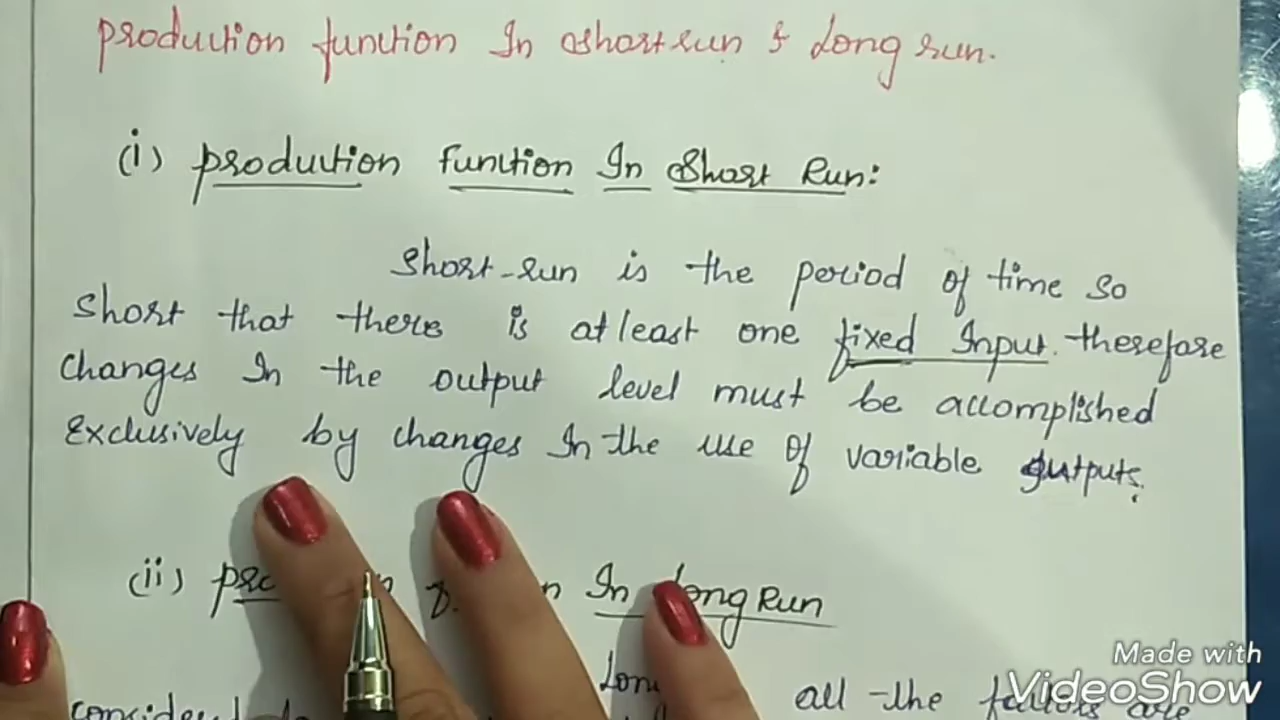 production function In short run & Long run.
(i) production function In Short Run:
Short-run is the period of time so
short that there is atleast one fixed Input. therefore
changes In the output level must be accomplished
Exclusively by changes In the use of variable outputs.
(ii) In Long Run
all the factors are
Made with
VideoShow